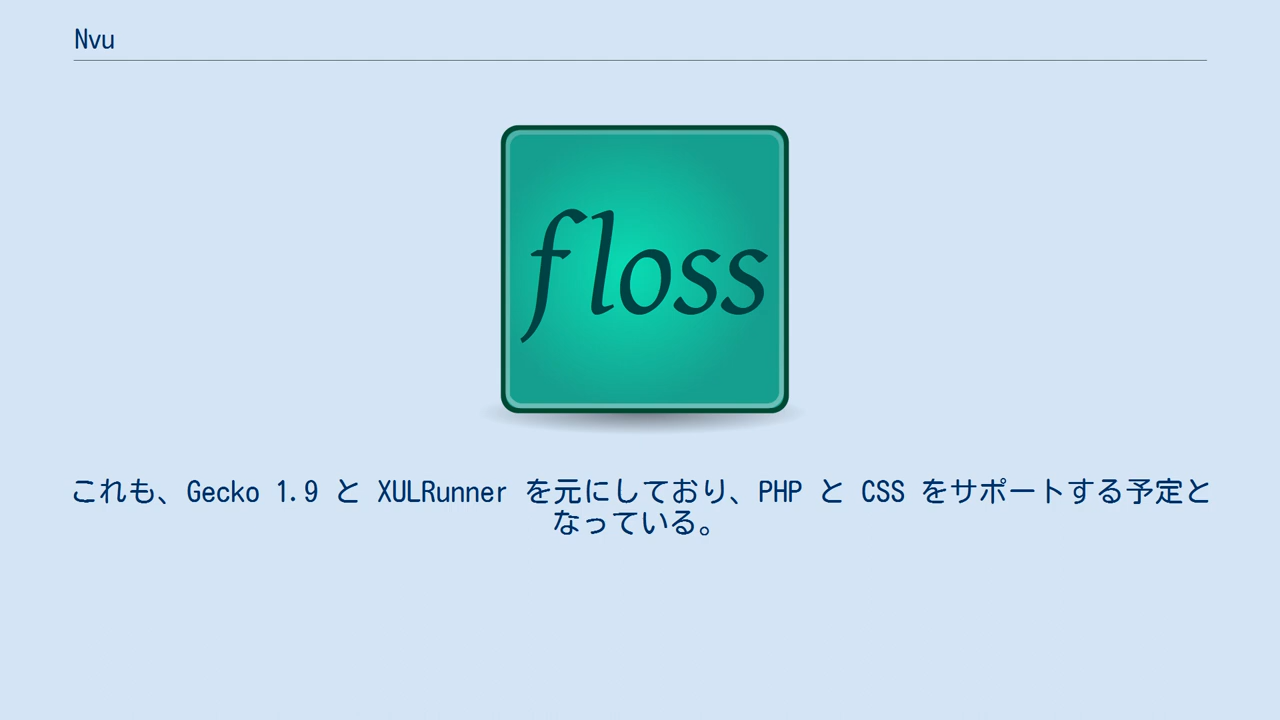 Nvu
floss
これも、Gecko 1.9 と XULRunner を元にしており、PHP と CSS をサポートする予定と
なっている。